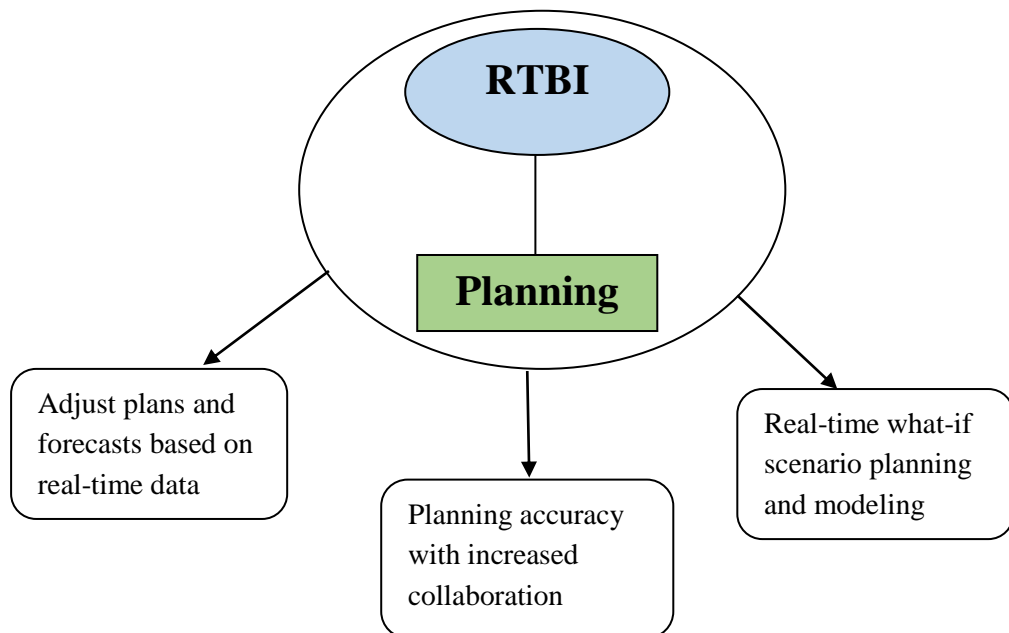 RTBI
Planning
Adjust plans and
forecasts based on
real-time data
Planning accuracy
with increased
collaboration
Real-time what-if
scenario planning
and modeling